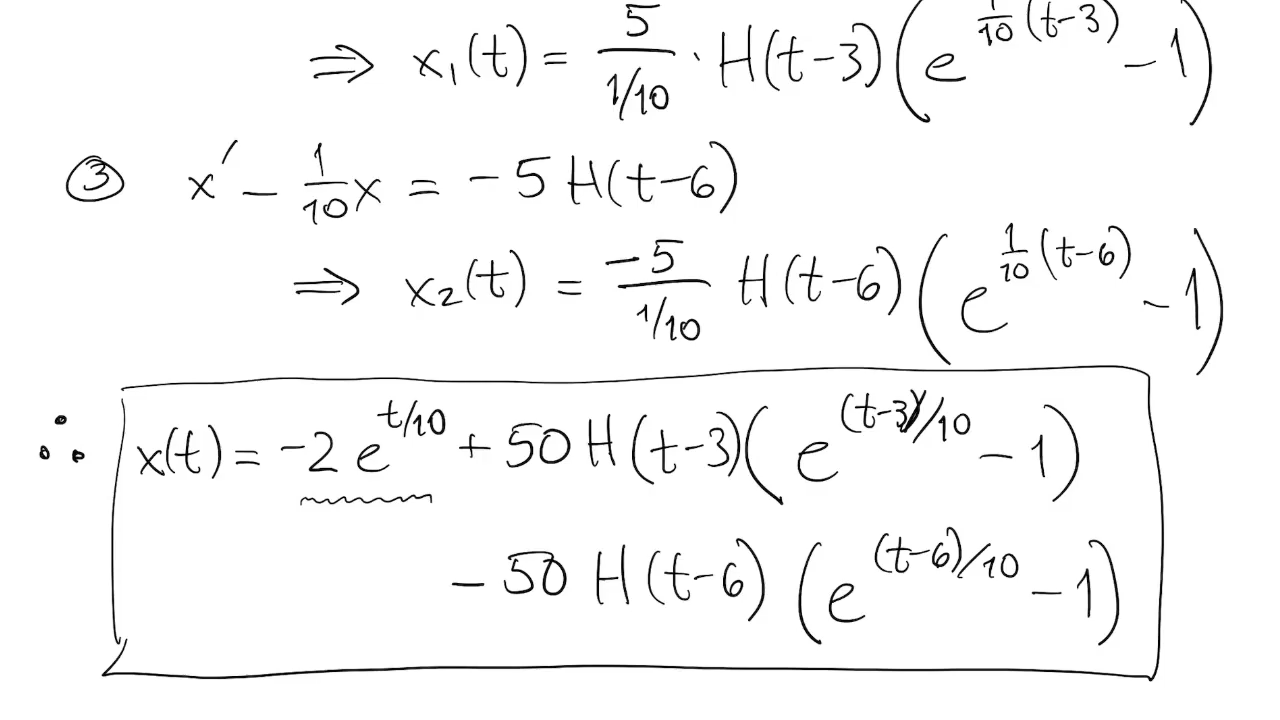 ⇒ x₁(t) = 5/(1/10) · H(t-3) (e^{1/10 (t-3)} - 1)
③ x′ - 1/10 x = -5 H(t-6)
⇒ x₂(t) = -5/(1/10) H(t-6) (e^{1/10 (t-6)} - 1)
∴ x(t) = -2 e^{t/10} + 50 H(t-3) (e^{(t-3)/10} - 1)
- 50 H(t-6) (e^{(t-6)/10} - 1)